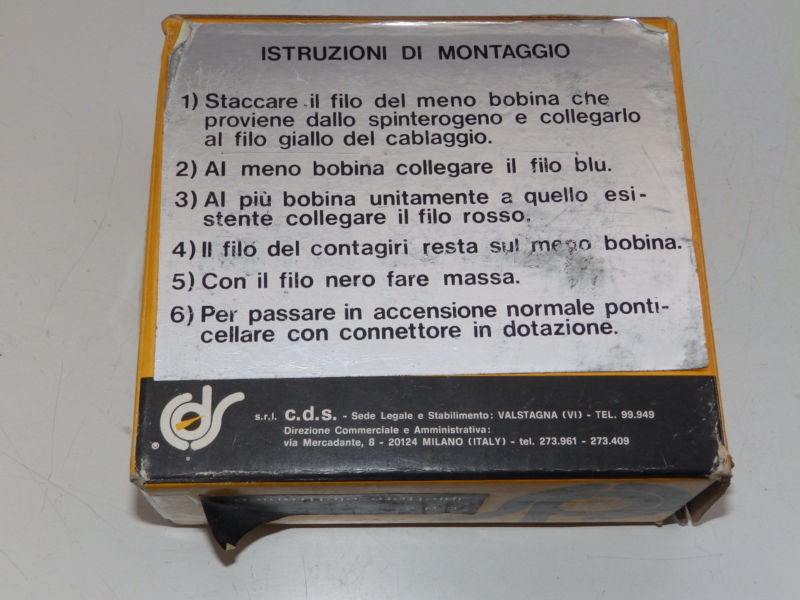 ISTRUZIONI DI MONTAGGIO
1) Staccare il filo del meno bobina che
proviene dallo spinterogeno e collegarlo
al filo giallo del cablaggio.
2) Al meno bobina collegare il filo blu.
3) Al più bobina unitamente a quello esi-
stente collegare il filo rosso.
4) Il filo del contagiri resta sul meno bobina.
5) Con il filo nero fare massa.
6) Per passare in accensione normale ponti-
cellare con connettore in dotazione.
cds
®
s.r.l. c.d.s. - Sede Legale e Stabilimento: VALSTAGNA (VI) - TEL. 99.949
Direzione Commerciale e Amministrativa:
via Mercadante, 8 - 20124 MILANO (ITALY) - tel. 273.961 - 273.409